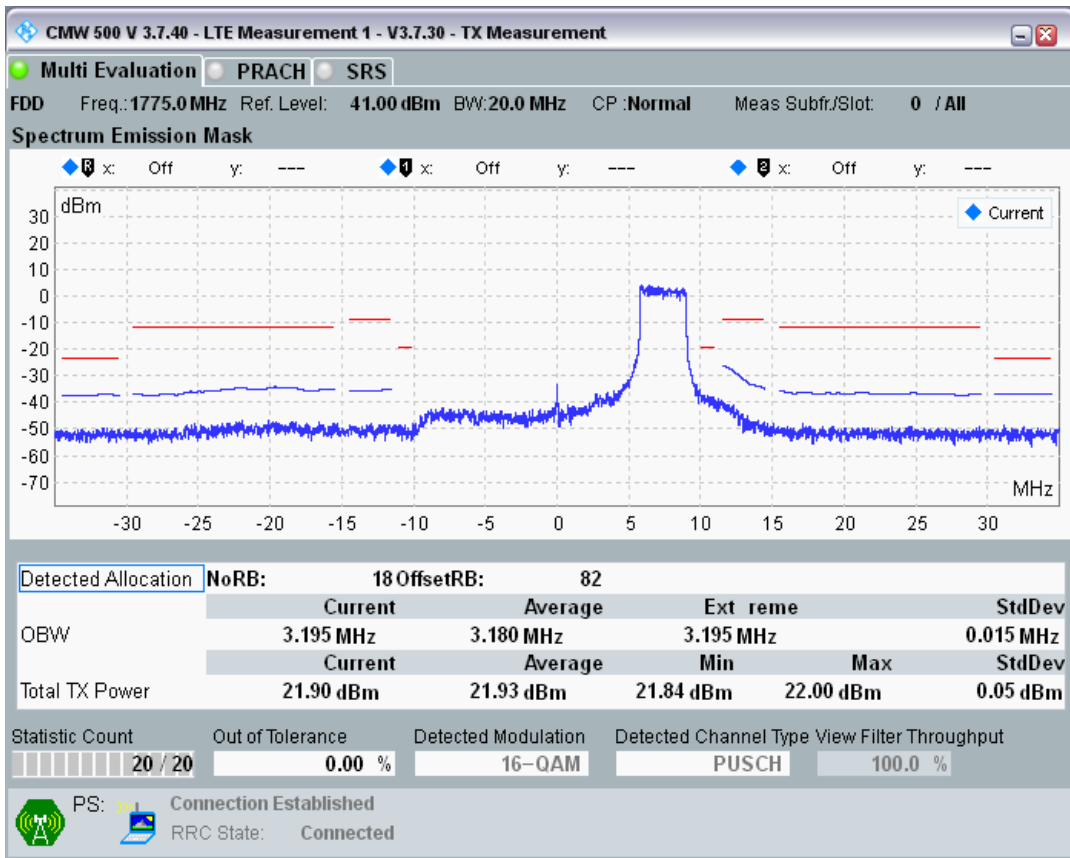 CMW 500 V 3.7.40 - LTE Measurement 1 - V3.7.30 - TX Measurement
Multi Evaluation PRACH SRS
FDD Freq.:1775.0 MHz Ref. Level: 41.00 dBm BW:20.0 MHz CP :Normal Meas Subfr./Slot: 0 / All
Spectrum Emission Mask
R x: Off y: --- 1 x: Off y: --- 2 x: Off y: ---
dBm
Current
30
20
10
0
-10
-20
-30
-40
-50
-60
-70
MHz
-30 -25 -20 -15 -10 -5 0 5 10 15 20 25 30
Detected Allocation NoRB: 18 OffsetRB: 82
Current Average Ext reme StdDev
OBW 3.195 MHz 3.180 MHz 3.195 MHz 0.015 MHz
Current Average Min Max StdDev
Total TX Power 21.90 dBm 21.93 dBm 21.84 dBm 22.00 dBm 0.05 dBm
Statistic Count Out of Tolerance Detected Modulation Detected Channel Type View Filter Throughput
20 / 20 0.00 % 16-QAM PUSCH 100.0 %
PS: Connection Established
RRC State: Connected